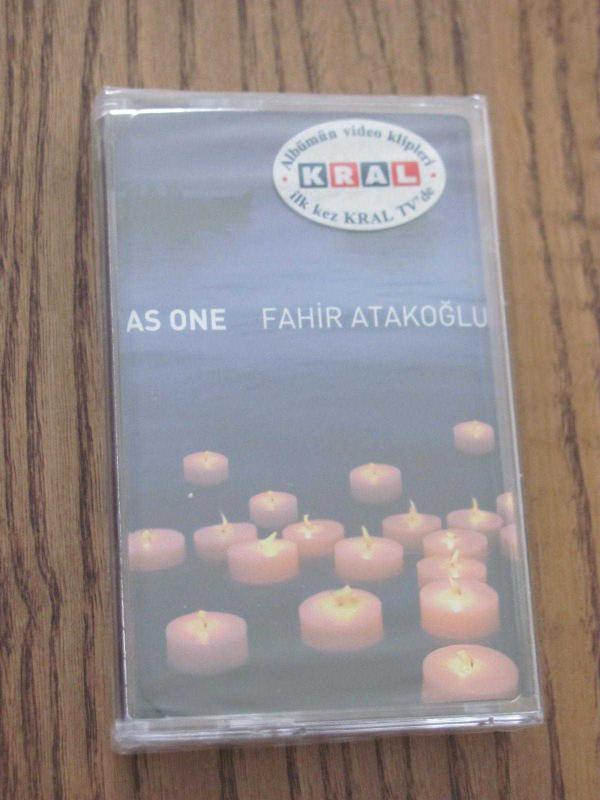 Albümün video klipleri
KRAL
ilk kez KRAL TV'de
AS ONE FAHİR ATAKOĞLU